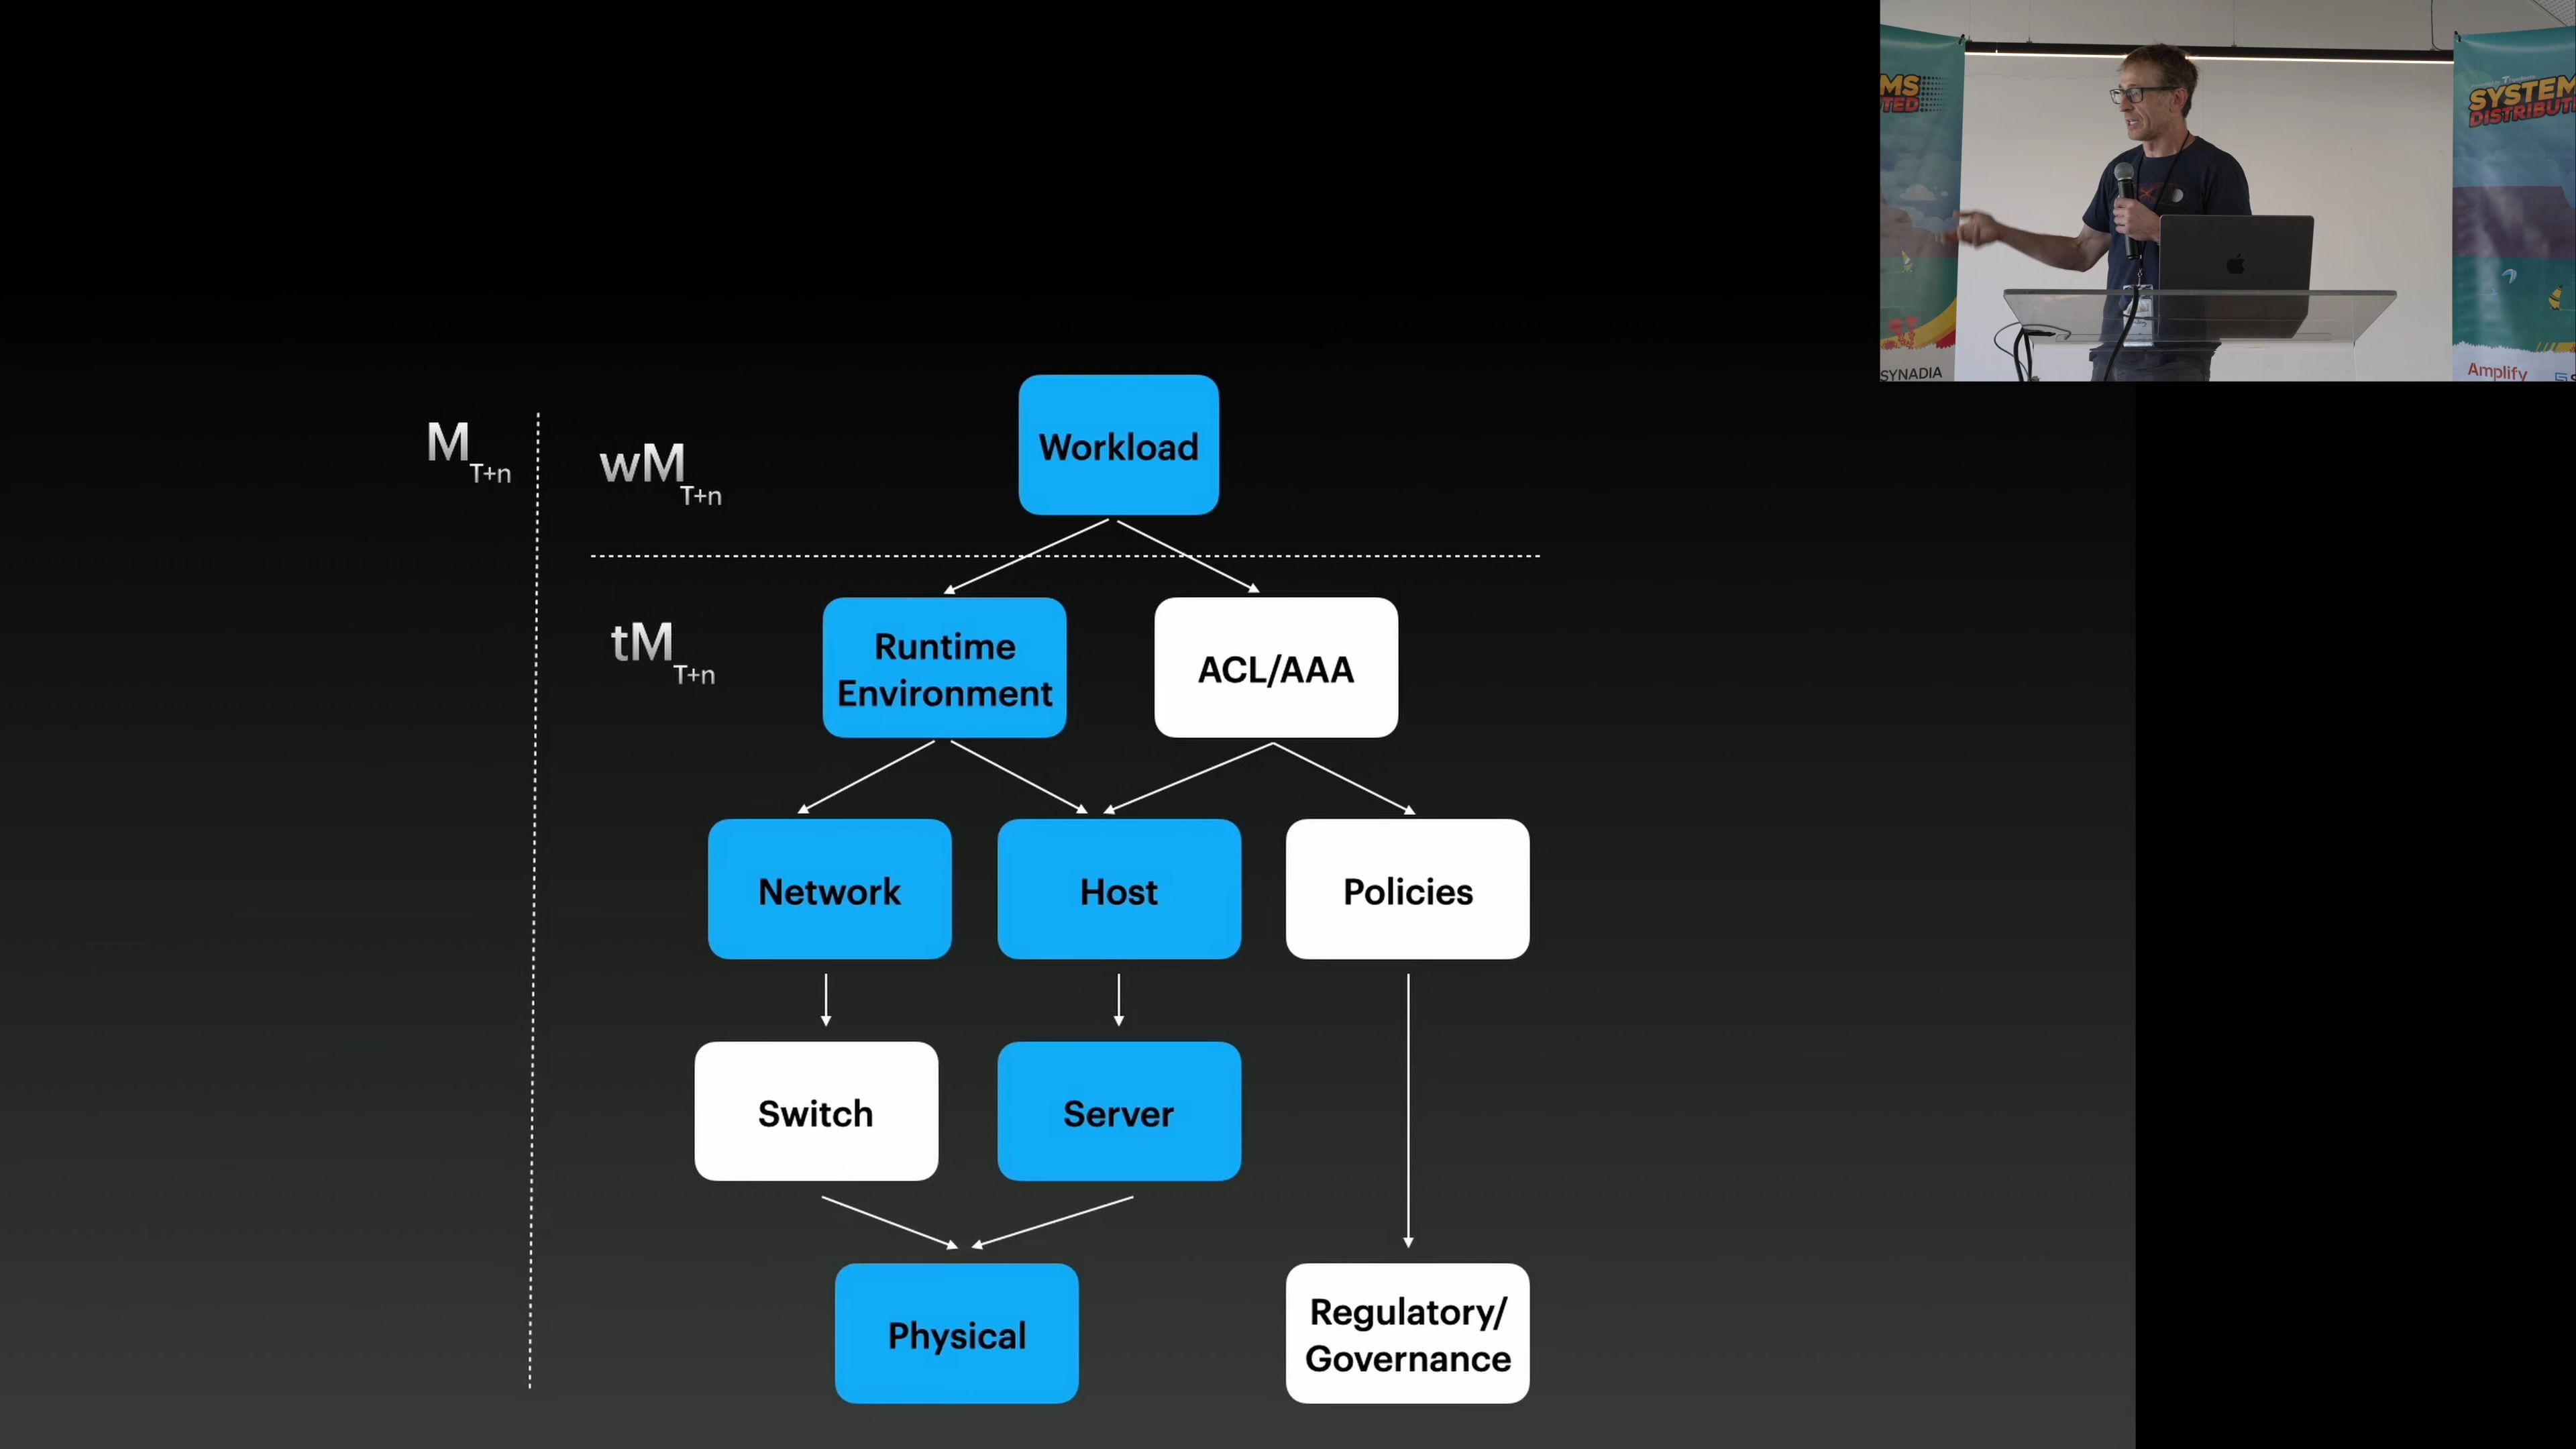 M
T+n
wM
T+n
Workload
tM
T+n
Runtime
Environment
ACL/AAA
Network
Host
Policies
Switch
Server
Physical
Regulatory/
Governance
MS
TED
SYNADIA
SYSTEM
DISTRIBUT
Amplify